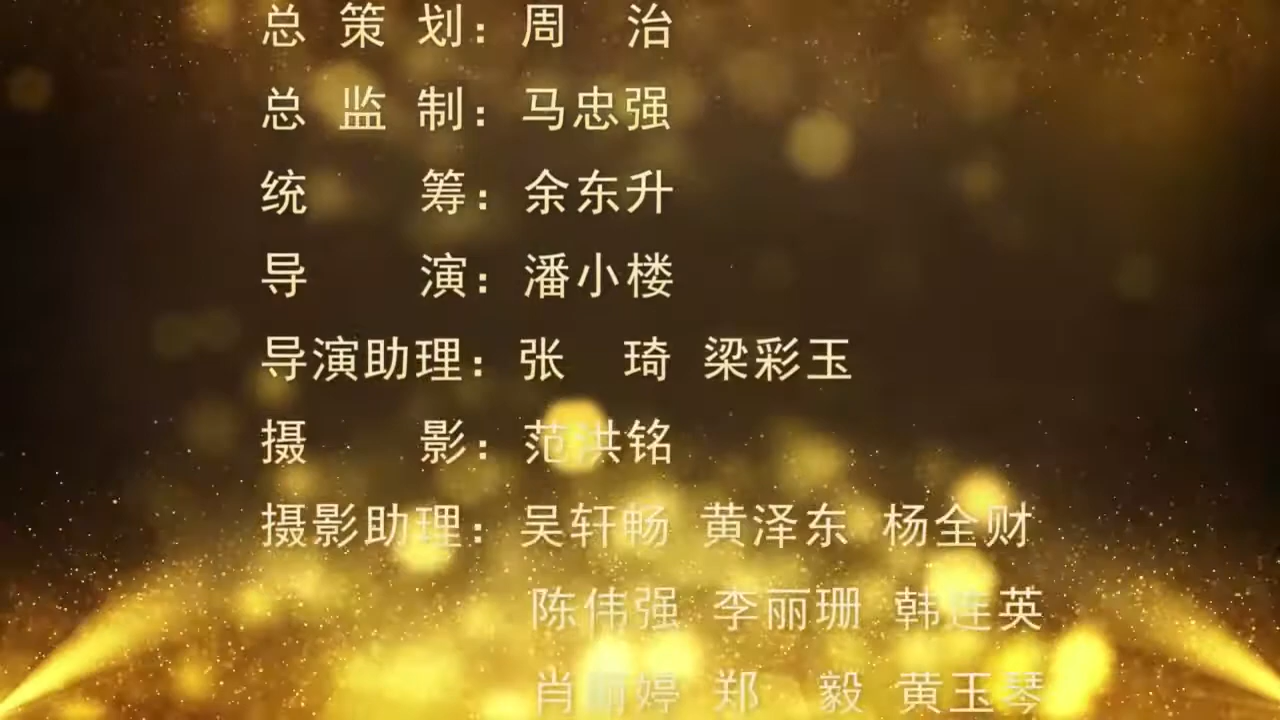 总策划：周治
总监制：马忠强
统筹：余东升
导演：潘小楼
导演助理：张琦 梁彩玉
摄影：范洪铭
摄影助理：吴轩畅 黄泽东 杨全财
陈伟强 李丽珊 韩连英
郑毅 黄玉琴